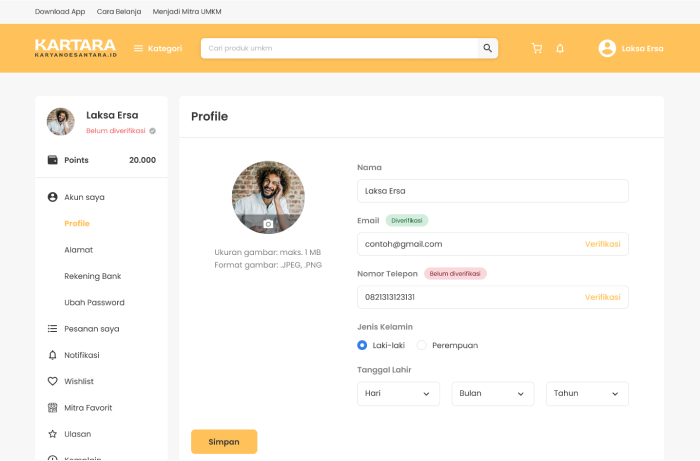 Download App Cara Belanja Menjadi Mitra UMKM
KARTARA
KARYANGESANTARA.ID
Kategori
Cari produk umkm
Laksa Ersa
Laksa Ersa
Belum diverifikasi
Points 20.000
Akun saya
Profile
Alamat
Rekening Bank
Ubah Password
Pesanan saya
Notifikasi
Wishlist
Mitra Favorit
Ulasan
Komplain
Profile
Ukuran gambar: maks. 1 MB
Format gambar: .JPEG, .PNG
Nama
Laksa Ersa
Email Diverifikasi
contoh@gmail.com Verifikasi
Nomor Telepon Belum diverifikasi
0821313123131 Verifikasi
Jenis Kelamin
Laki-laki Perempuan
Tanggal Lahir
Hari Bulan Tahun
Simpan